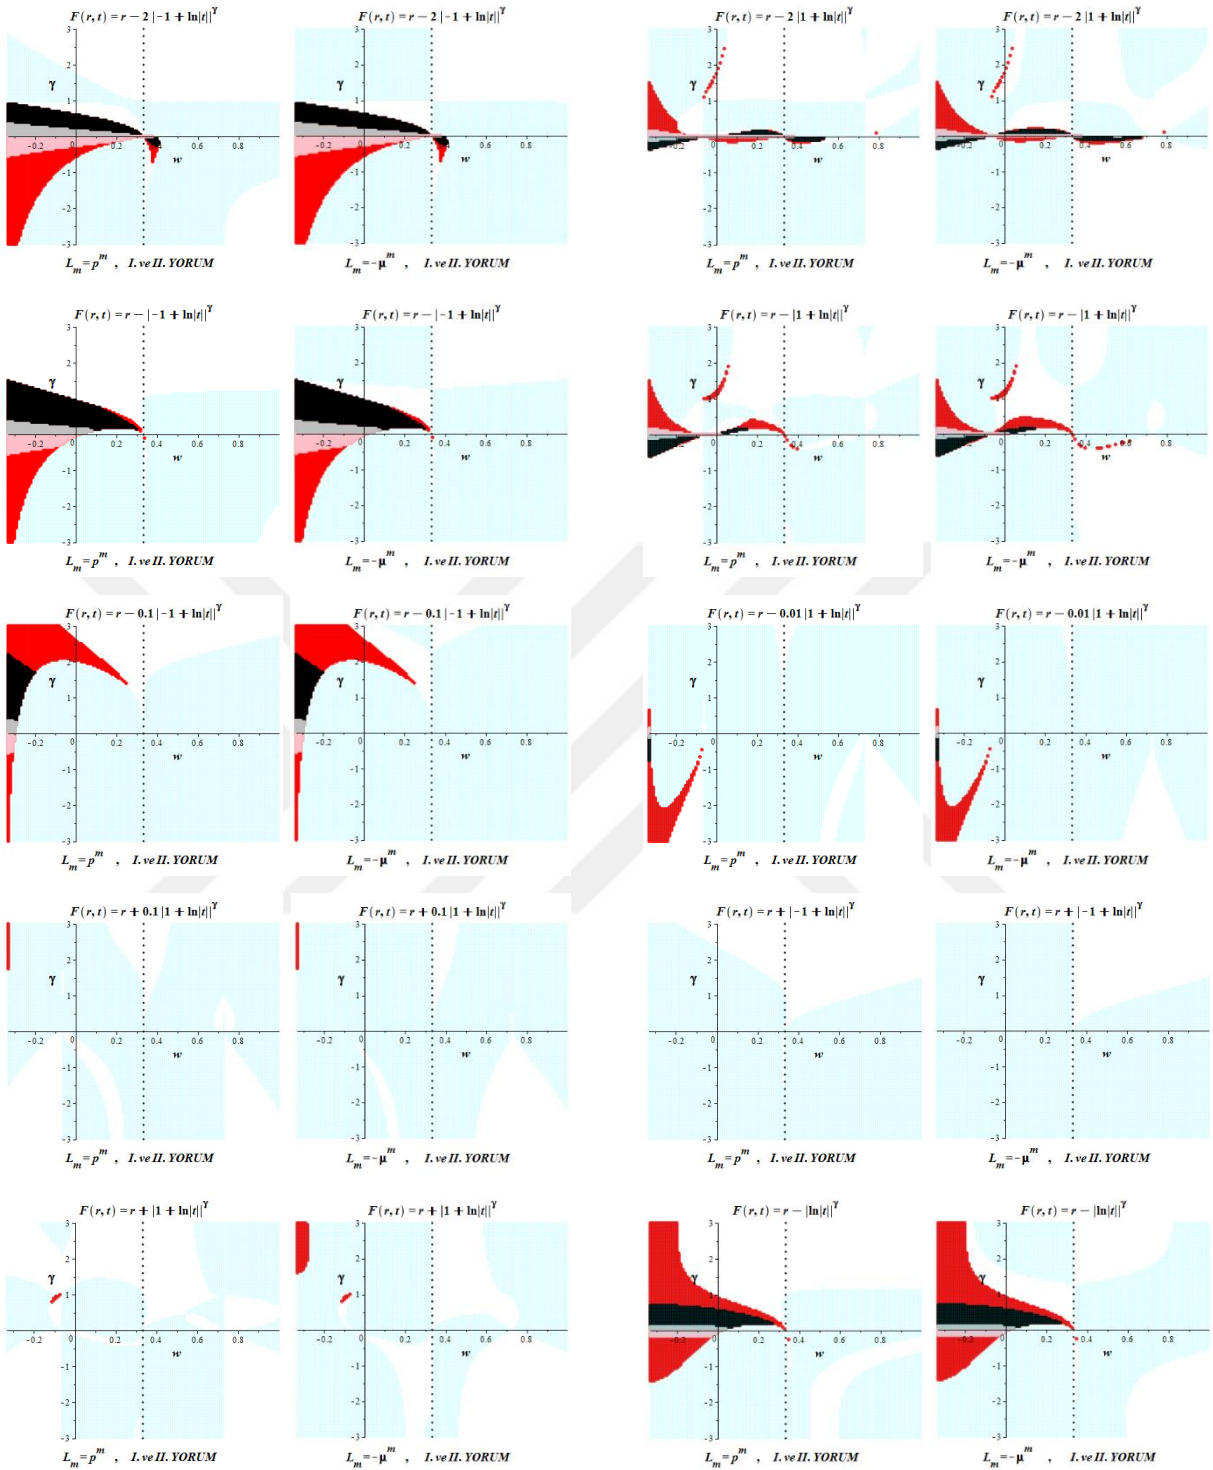 F(r, t) = r − 2 |−1 + ln|t||^γ
F(r, t) = r − 2 |−1 + ln|t||^γ
F(r, t) = r − 2 |1 + ln|t||^γ
F(r, t) = r − 2 |1 + ln|t||^γ
L_m = p^m , I. ve II. YORUM
L_m = −μ^m , I. ve II. YORUM
L_m = p^m , I. ve II. YORUM
L_m = −μ^m , I. ve II. YORUM
F(r, t) = r − |−1 + ln|t||^γ
F(r, t) = r − |−1 + ln|t||^γ
F(r, t) = r − |1 + ln|t||^γ
F(r, t) = r − |1 + ln|t||^γ
L_m = p^m , I. ve II. YORUM
L_m = −μ^m , I. ve II. YORUM
L_m = p^m , I. ve II. YORUM
L_m = −μ^m , I. ve II. YORUM
F(r, t) = r − 0.1 |−1 + ln|t||^γ
F(r, t) = r − 0.1 |−1 + ln|t||^γ
F(r, t) = r − 0.01 |1 + ln|t||^γ
F(r, t) = r − 0.01 |1 + ln|t||^γ
L_m = p^m , I. ve II. YORUM
L_m = −μ^m , I. ve II. YORUM
L_m = p^m , I. ve II. YORUM
L_m = −μ^m , I. ve II. YORUM
F(r, t) = r + 0.1 |1 + ln|t||^γ
F(r, t) = r + 0.1 |1 + ln|t||^γ
F(r, t) = r + |−1 + ln|t||^γ
F(r, t) = r + |−1 + ln|t||^γ
L_m = p^m , I. ve II. YORUM
L_m = −μ^m , I. ve II. YORUM
L_m = p^m , I. ve II. YORUM
L_m = −μ^m , I. ve II. YORUM
F(r, t) = r + |1 + ln|t||^γ
F(r, t) = r + |1 + ln|t||^γ
F(r, t) = r − |ln|t||^γ
F(r, t) = r − |ln|t||^γ
L_m = p^m , I. ve II. YORUM
L_m = −μ^m , I. ve II. YORUM
L_m = p^m , I. ve II. YORUM
L_m = −μ^m , I. ve II. YORUM